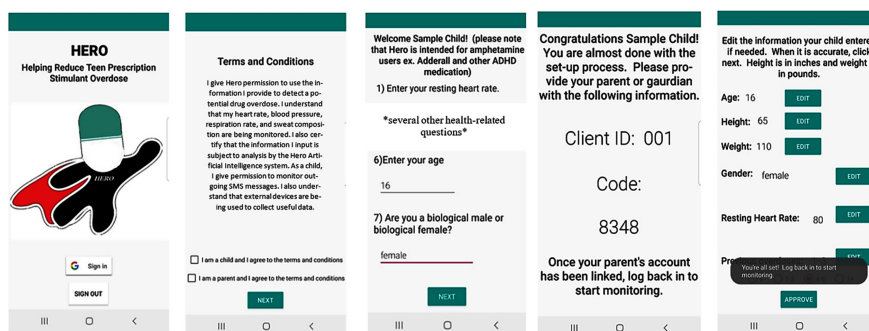 HERO
Helping Reduce Teen Prescription
Stimulant Overdose
HERO
Sign in
SIGN OUT
Terms and Conditions
I give Hero permission to use the in-
formation I provide to detect a po-
tential drug overdose. I understand
that my heart rate, blood pressure,
respiration rate, and sweat composi-
tion are being monitored. I also cer-
tify that the information I input is
subject to analysis by the Hero Arti-
ficial Intelligence system. As a child,
I give permission to monitor out-
going SMS messages. I also under-
stand that external devices are be-
ing used to collect useful data.
I am a child and I agree to the terms and conditions
I am a parent and I agree to the terms and conditions
NEXT
Welcome Sample Child! (please note
that Hero is intended for amphetamine
users ex. Adderall and other ADHD
medication)
1) Enter your resting heart rate.
*several other health-related
questions*
6)Enter your age
16
7) Are you a biological male or
biological female?
female
NEXT
Congratulations Sample Child!
You are almost done with the
set-up process. Please pro-
vide your parent or gaurdian
with the following information.
Client ID: 001
Code:
8348
Once your parent's account
has been linked, log back in to
start monitoring.
Edit the information your child entere
if needed. When it is accurate, click
next. Height is in inches and weight
in pounds.
Age: 16 EDIT
Height: 65 EDIT
Weight: 110 EDIT
Gender: female EDIT
Resting Heart Rate: 80 EDIT
EDIT
You're all set! Log back in to start
monitoring.
APPROVE